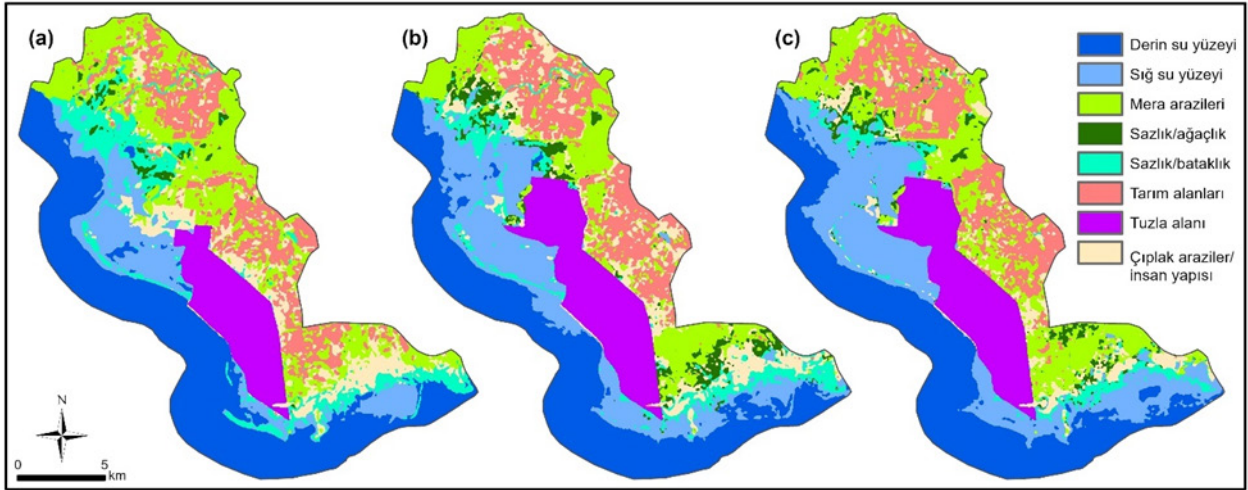 (a)
(b)
(c)
Derin su yüzeyi
Sığ su yüzeyi
Mera arazileri
Sazlık/ağaçlık
Sazlık/bataklık
Tarım alanları
Tuzla alanı
Çıplak araziler/
insan yapısı
N
0 5
km